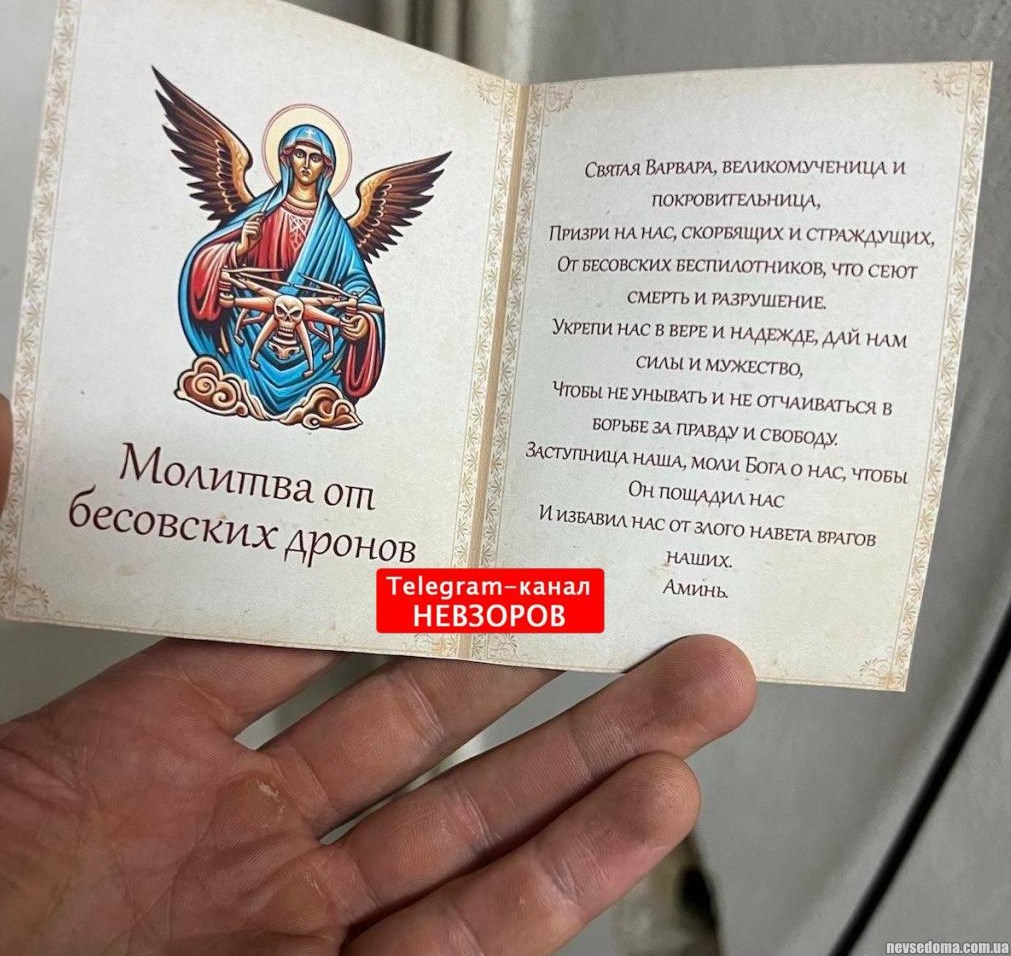 Молитва от
бесовских дронов
Святая Варвара, великомученица и
покровительница,
Призри на нас, скорбящих и страждущих,
От бесовских беспилотников, что сеют
смерть и разрушение.
Укрепи нас в вере и надежде, дай нам
силы и мужество,
Чтобы не унывать и не отчаиваться в
борьбе за правду и свободу.
Заступница наша, моли Бога о нас, чтобы
Он пощадил нас
И избавил нас от злого навета врагов
наших.
Аминь.
Telegram-канал
НЕВЗОРОВ
nevsedoma.com.ua